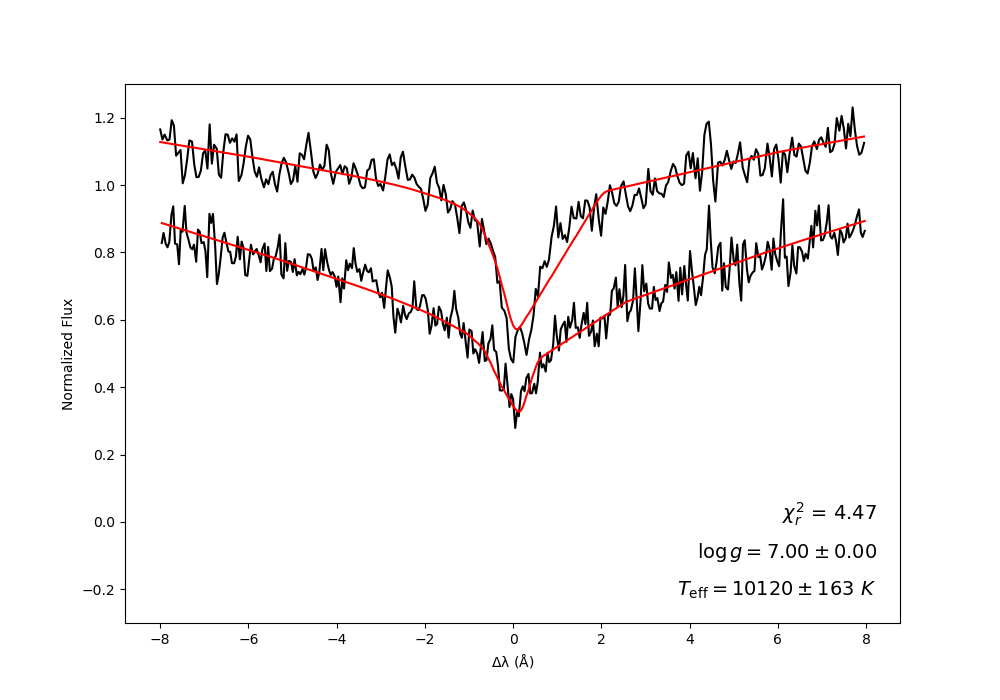 1.2
1.0
0.8
0.6
0.4
0.2
0.0
−0.2
Normalized Flux
χ²ᵣ = 4.47
log g = 7.00 ± 0.00
T_eff = 10120 ± 163 K
−8 −6 −4 −2 0 2 4 6 8
Δλ (Å)